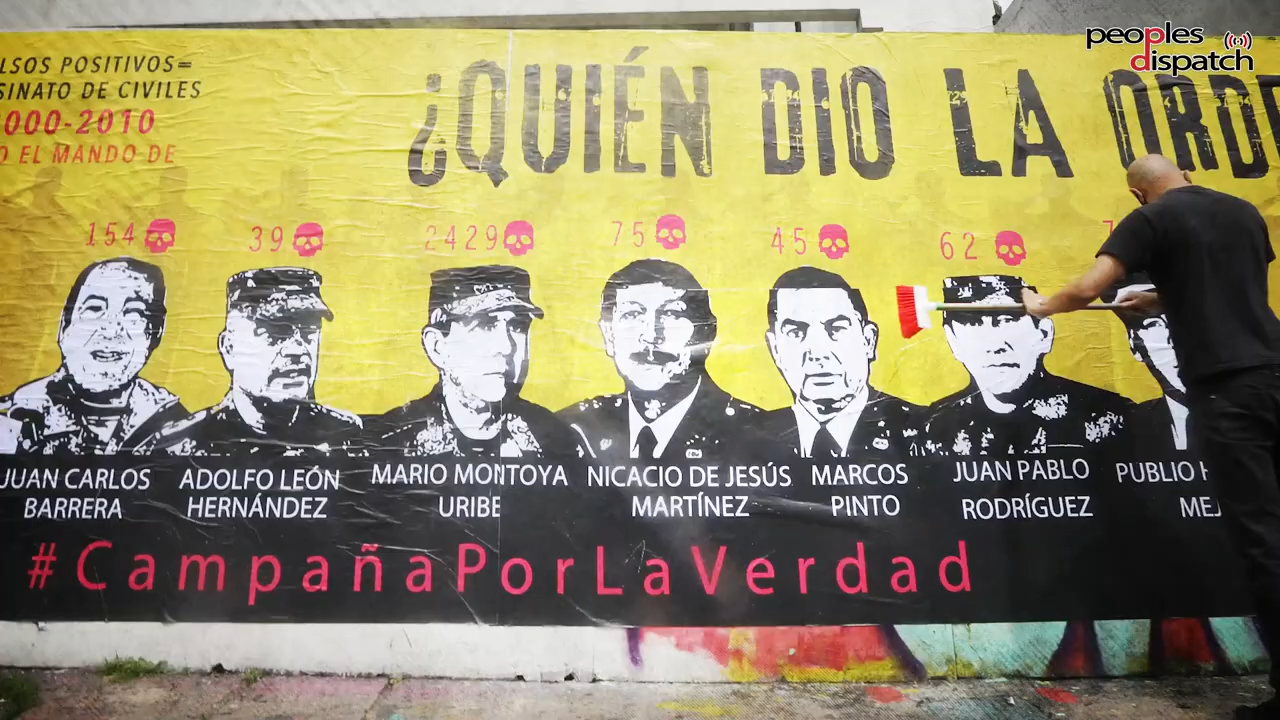 peoples
dispatch
LSOS POSITIVOS=
SINATO DE CIVILES
000-2010
O EL MANDO DE
¿QUIÉN DIO LA ORDE
154
39
2429
75
45
62
7
JUAN CARLOS
BARRERA
ADOLFO LEÓN
HERNÁNDEZ
MARIO MONTOYA
URIBE
NICACIO DE JESÚS
MARTÍNEZ
MARCOS
PINTO
JUAN PABLO
RODRÍGUEZ
PUBLIO H
MEJ
#CampañaPorLaVerdad